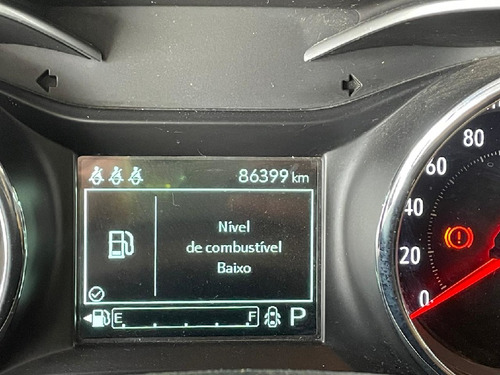 86399 km
Nível
de combustível
Baixo
E F P
80
60
40
20
0